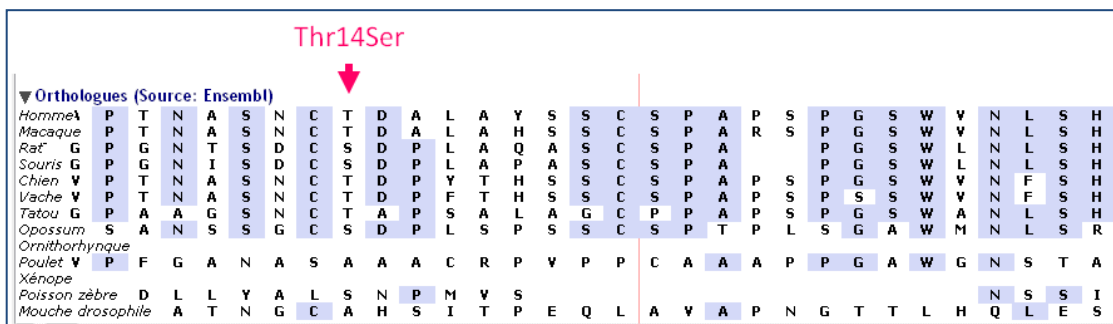 Thr14Ser
Orthologues (Source: Ensembl)
Homme V P T N A S N C T D A L A Y S S C S P A P S P G S W V N L S H
Macaque P T N A S N C T D A L A H S S C S P A R S P G S W V N L S H
Rat G P G N T S D C S D P L A Q A S C S P A P G S W L N L S H
Souris G P G N I S D C S D P L A P A S C S P A P G S W L N L S H
Chien V P T N A S N C T D P Y T H S S C S P A P S P G S W V N F S H
Vache V P T N A S N C T D P F T H S S C S P A P S P S S W V N F S H
Tatou G P A A G S N C T A P S A L A G C P P A P S P G S W A N L S H
Opossum S A N S S G C S D P L S P S S C S P T P L S G A W M N L S R
Ornithorhynque
Poulet V P F G A N A S A A A C R P V P P C A A A P P G A W G N S T A
Xénope
Poisson zèbre D L L Y A L S N P M V S N S S I
Mouche drosophile A T N G C A H S I T P E Q L A V A P N G T T L H Q L E S